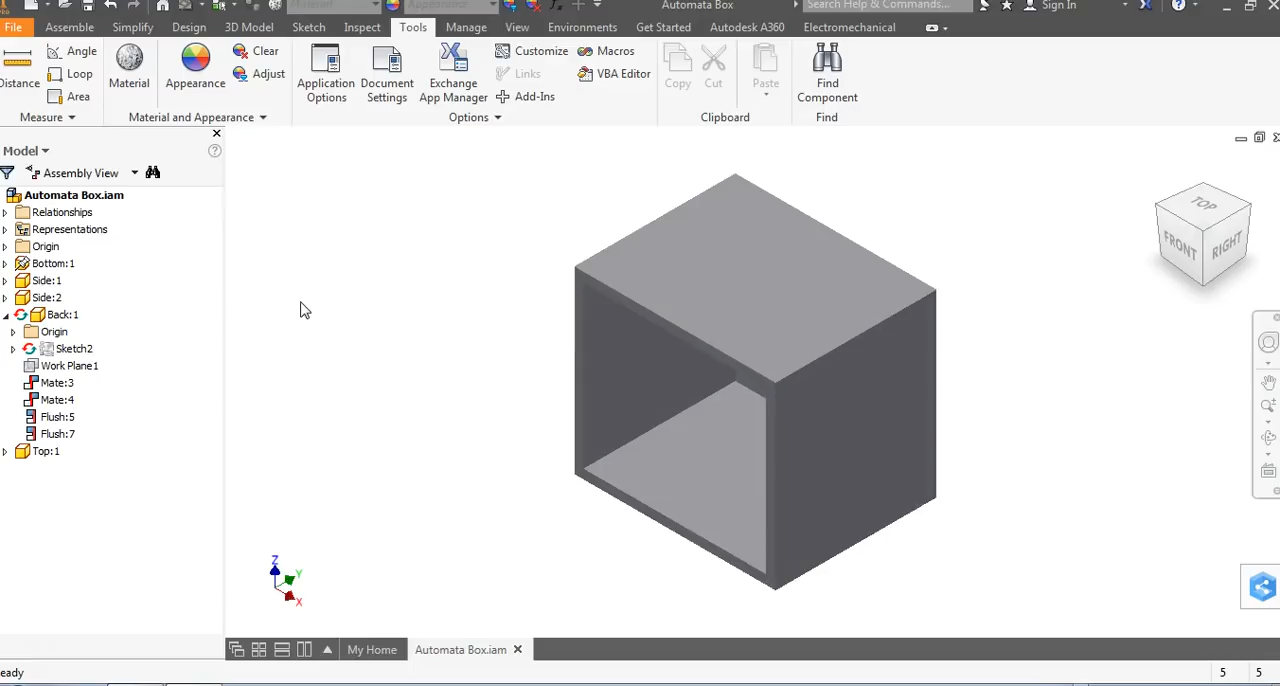 Material
Appearance
Automata Box
Search Help & Commands...
Sign In
File
Assemble
Simplify
Design
3D Model
Sketch
Inspect
Tools
Manage
View
Environments
Get Started
Autodesk A360
Electromechanical
Distance
Angle
Loop
Area
Measure
Material
Appearance
Clear
Adjust
Material and Appearance
Application Options
Document Settings
Exchange App Manager
Customize
Links
Add-Ins
Macros
VBA Editor
Options
Copy
Cut
Paste
Clipboard
Find Component
Find
Model
Assembly View
Automata Box.iam
Relationships
Representations
Origin
Bottom:1
Side:1
Side:2
Back:1
Origin
Sketch2
Work Plane1
Mate:3
Mate:4
Flush:5
Flush:7
Top:1
TOP
FRONT
RIGHT
Z
Y
X
My Home
Automata Box.iam
eady
5
5